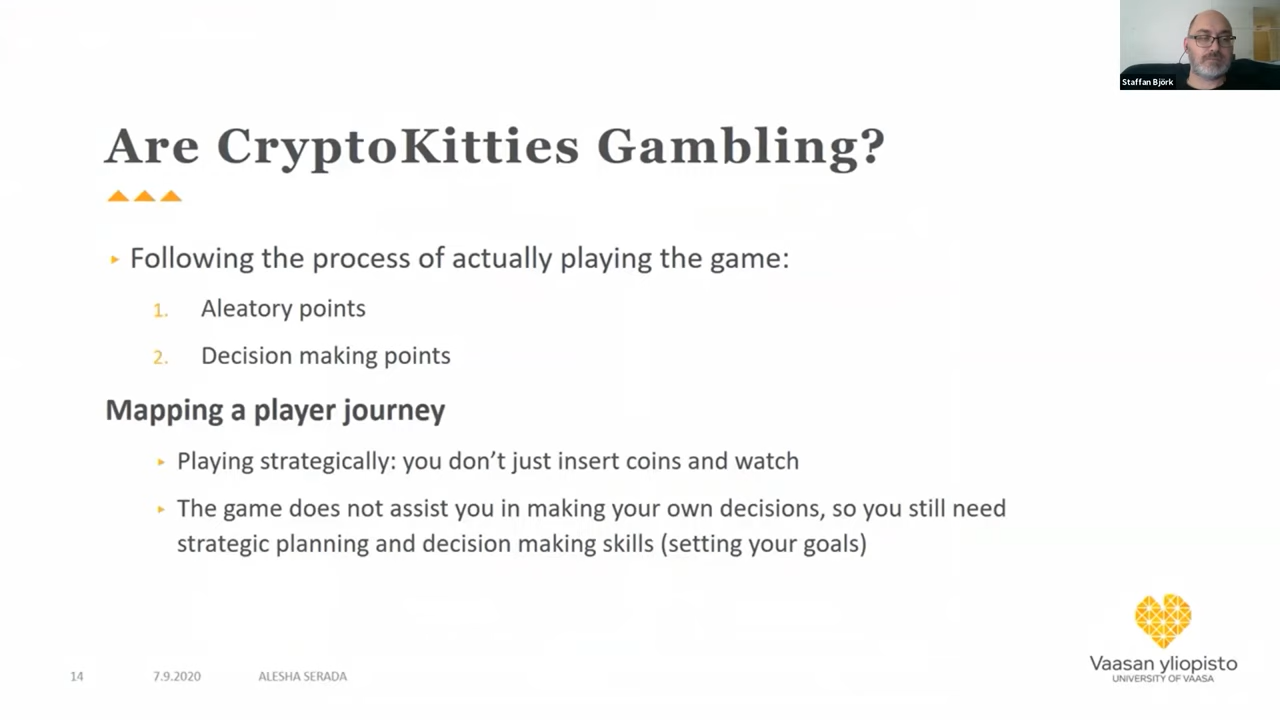 Staffan Björk
Are CryptoKitties Gambling?
Following the process of actually playing the game:
1. Aleatory points
2. Decision making points
Mapping a player journey
Playing strategically: you don’t just insert coins and watch
The game does not assist you in making your own decisions, so you still need
strategic planning and decision making skills (setting your goals)
14 7.9.2020 ALESHA SERADA
Vaasan yliopisto
UNIVERSITY OF VAASA